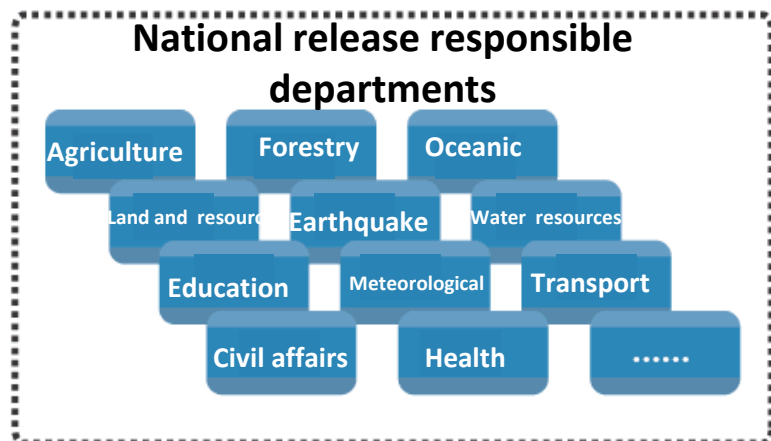 National release responsible
departments
Agriculture
Forestry
Oceanic
Land and resourc
Earthquake
Water resources
Education
Meteorological
Transport
Civil affairs
Health
......